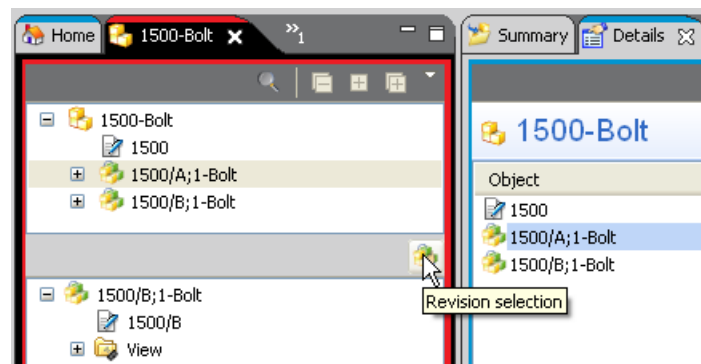 Home
1500-Bolt
»1
Summary
Details
1500-Bolt
1500
1500/A;1-Bolt
1500/B;1-Bolt
1500/B;1-Bolt
1500/B
View
Revision selection
1500-Bolt
Object
1500
1500/A;1-Bolt
1500/B;1-Bolt